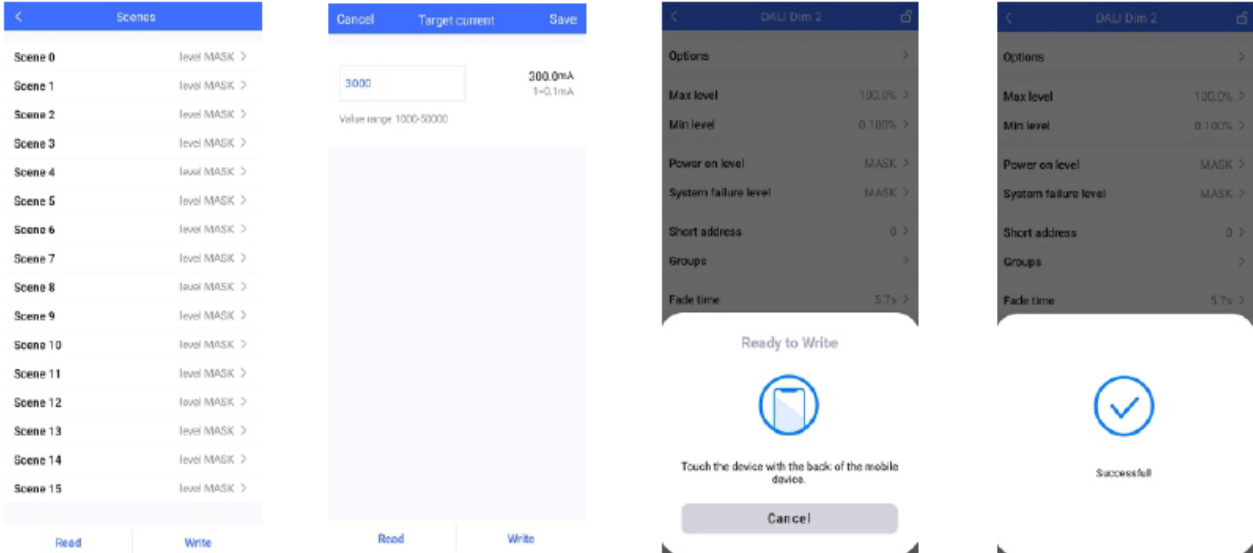 Scenes
Scene 0 level MASK >
Scene 1 level MASK >
Scene 2 level MASK >
Scene 3 level MASK >
Scene 4 level MASK >
Scene 5 level MASK >
Scene 6 level MASK >
Scene 7 level MASK >
Scene 8 level MASK >
Scene 9 level MASK >
Scene 10 level MASK >
Scene 11 level MASK >
Scene 12 level MASK >
Scene 13 level MASK >
Scene 14 level MASK >
Scene 15 level MASK >
Read Write
Cancel Target current Save
3000 300.0mA
1=0.1mA
Value range 1000-50000
Read Write
DALI Dim 2
Options >
Max level 100.0% >
Min level 0.100% >
Power on level MASK >
System failure level MASK >
Short address 0 >
Groups >
Fade time 5.7s >
Ready to Write
Touch the device with the back of the mobile
device.
Cancel
DALI Dim 2
Options >
Max level 100.0% >
Min level 0.100% >
Power on level MASK >
System failure level MASK >
Short address 0 >
Groups >
Fade time 5.7s >
Successfull